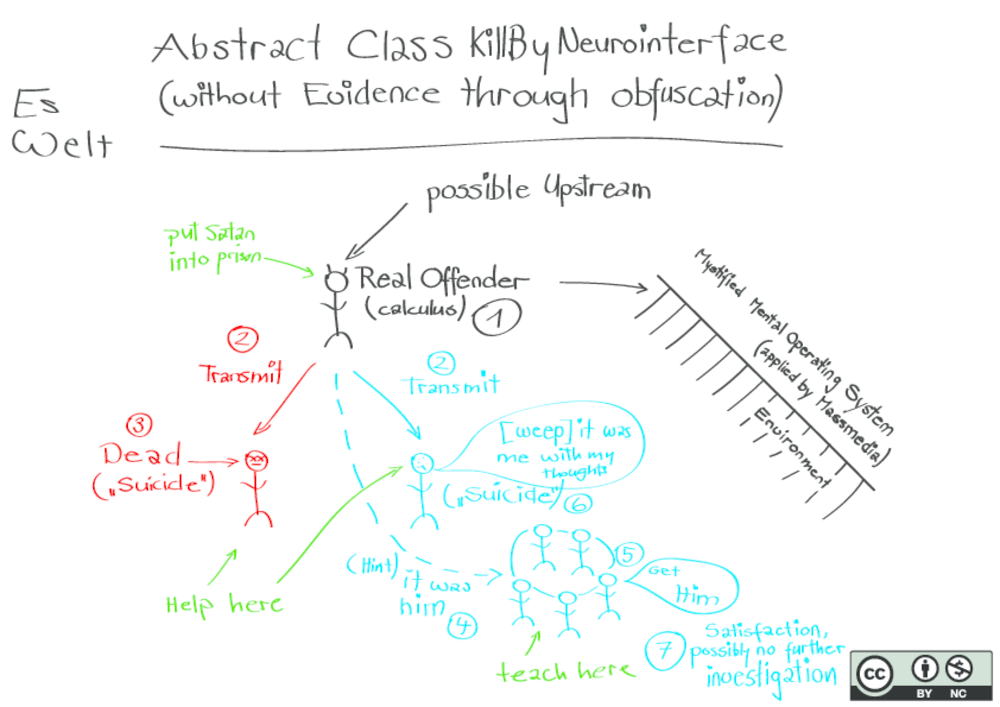 Abstract Class KillByNeurointerface
(without Evidence through obfuscation)
Es
Welt
possible Upstream
put Satan
into prison
Real Offender
(calculus) 1
Mystified Mental Operating System
(applied by Massmedia)
Environment
2
Transmit
2
Transmit
3
Dead
("Suicide")
[weep] it was
me with my
thoughts
("Suicide") 6
Help here
(Hint) it was
him 4
5
Get
Him
teach here
7 Satisfaction,
possibly no further
investigation
cc
BY NC